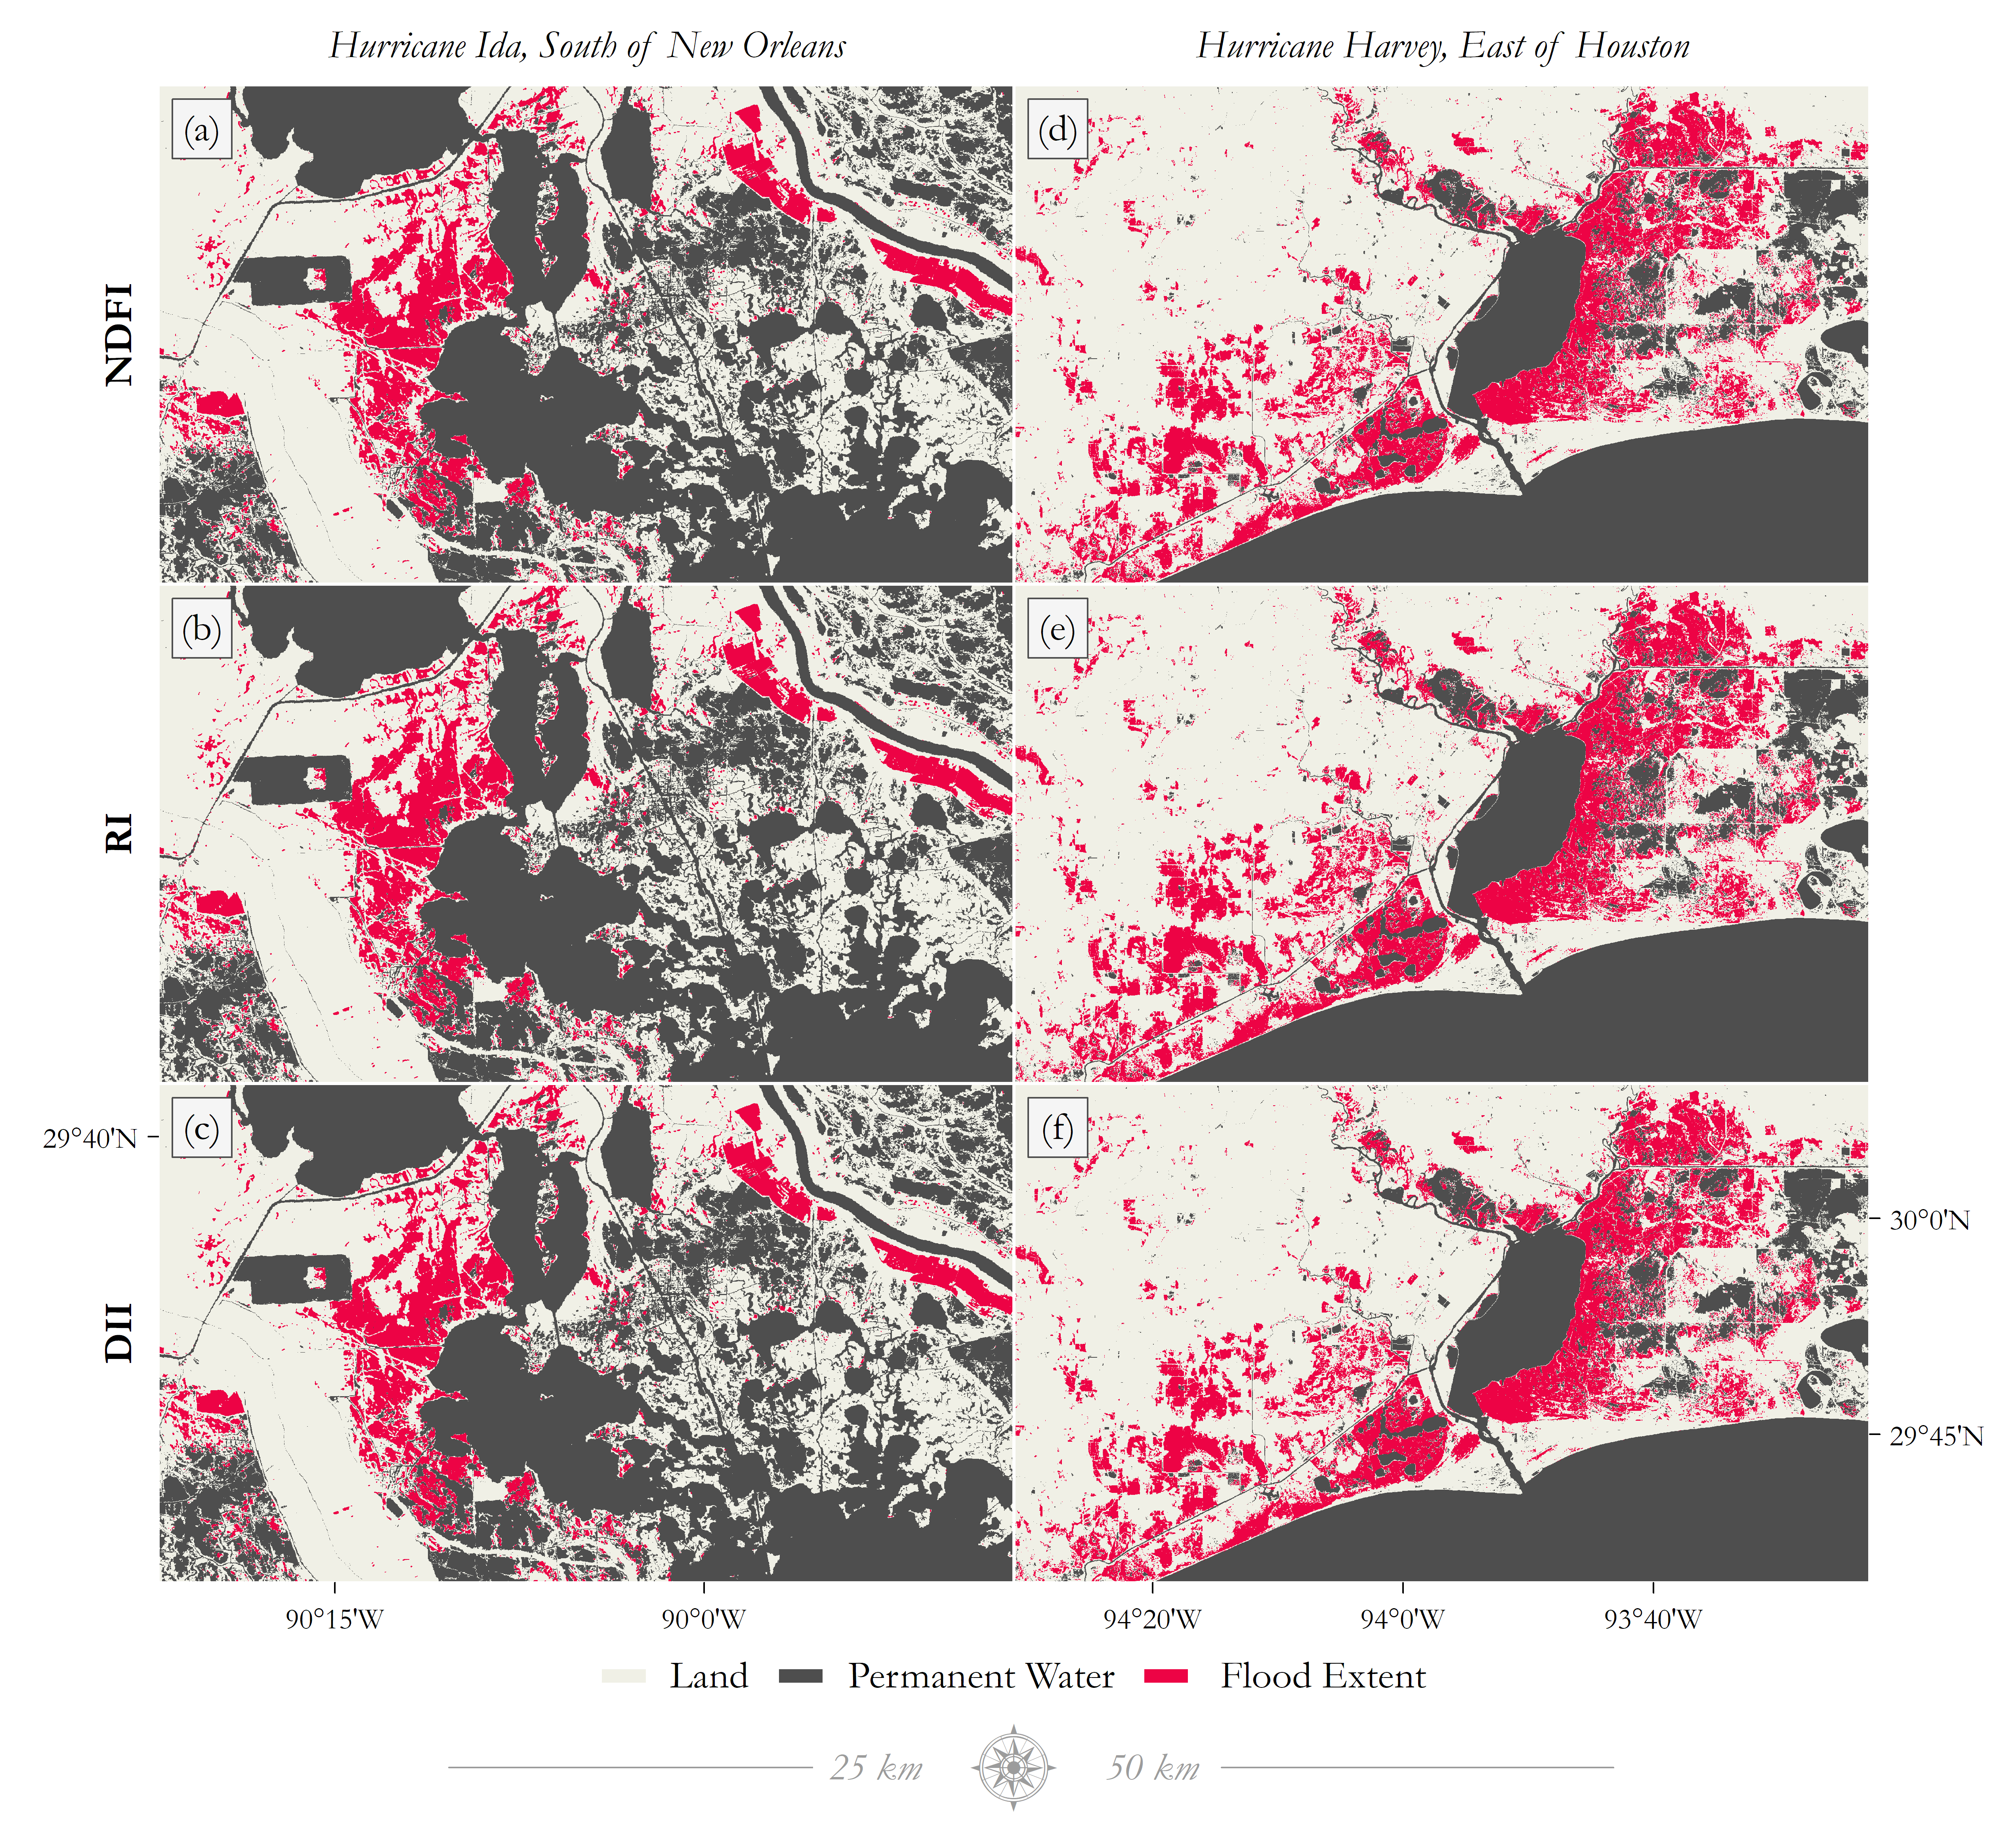 Hurricane Ida, South of New Orleans
Hurricane Harvey, East of Houston
(a)
(d)
NDFI
(b)
(e)
RI
(c)
(f)
29°40'N
30°0'N
DII
29°45'N
90°15'W
90°0'W
94°20'W
94°0'W
93°40'W
Land
Permanent Water
Flood Extent
25 km
50 km